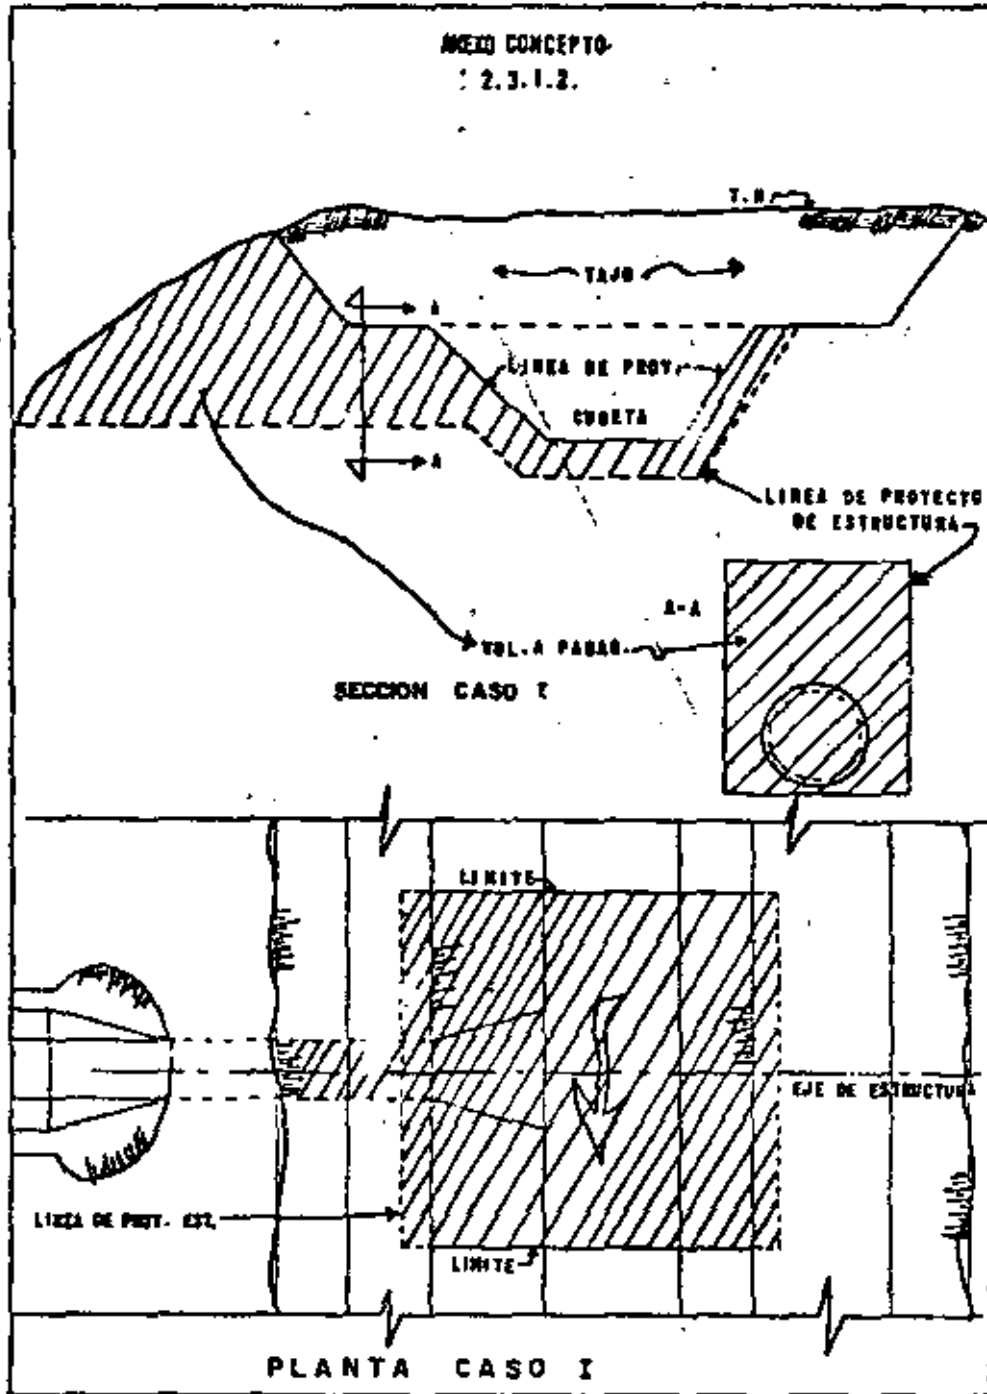 ANEXO CONCEPTO
2.3.1.2.
T.N.
TAJO
A
LINEA DE PROY.
CUBETA
A
LINEA DE PROYECTO
DE ESTRUCTURA
A-A
VOL. A PAGAR
SECCION CASO I
LIMITE
EJE DE ESTRUCTURA
LINEA DE PROY. EST.
LIMITE
PLANTA CASO I